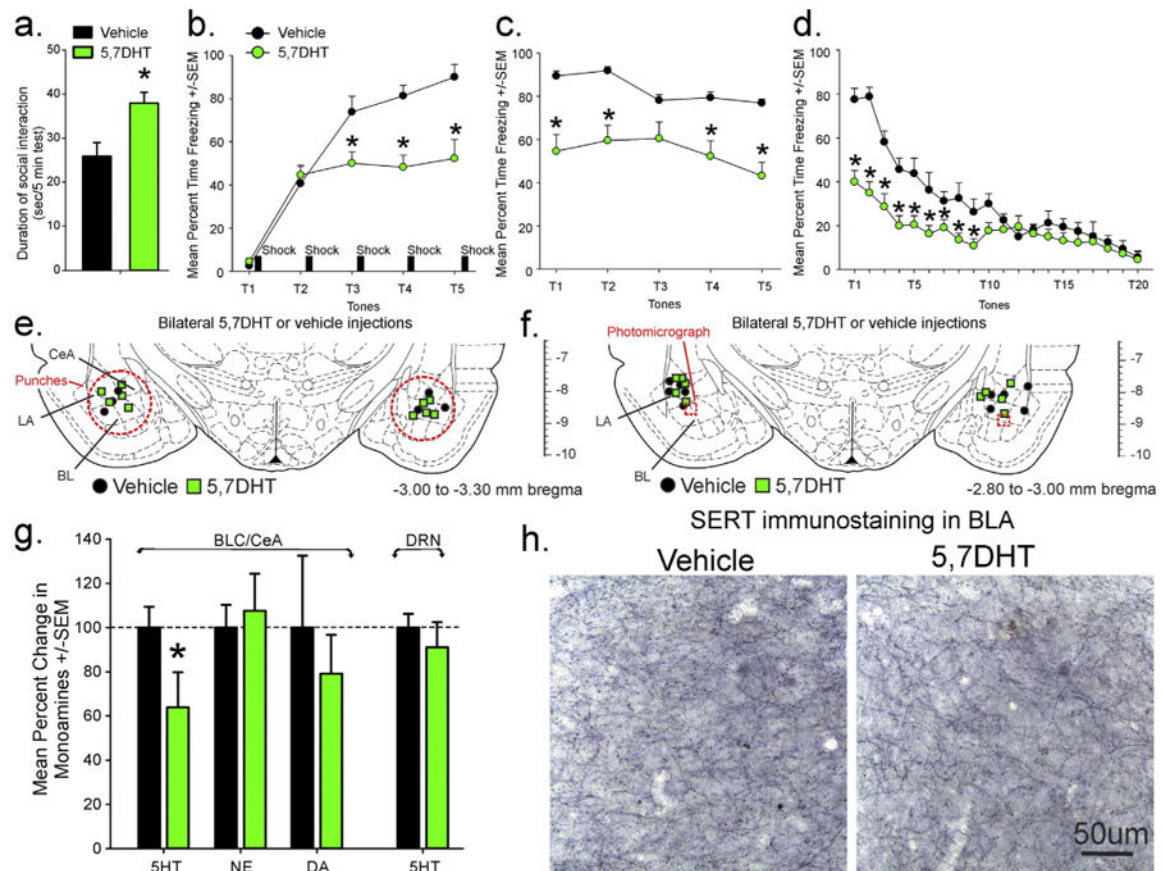 a.
Vehicle
5,7DHT
Duration of social interaction
(sec/5 min test)
50
40
30
20
10
0
*
b.
Vehicle
5,7DHT
Mean Percent Time Freezing +/-SEM
100
80
60
40
20
0
* * *
Shock Shock Shock Shock Shock
T1 T2 T3 T4 T5
Tones
c.
Vehicle
5,7DHT
Mean Percent Time Freezing +/-SEM
100
80
60
40
20
0
* * * *
T1 T2 T3 T4 T5
Tones
d.
Mean Percent Time Freezing +/-SEM
100
80
60
40
20
0
* * * * * * * * *
T1 T5 T10 T15 T20
Tones
e.
Bilateral 5,7DHT or vehicle injections
CeA
Punches
LA
BL
-7
-8
-9
-10
Vehicle 5,7DHT
-3.00 to -3.30 mm bregma
f.
Bilateral 5,7DHT or vehicle injections
Photomicrograph
LA
BL
-7
-8
-9
-10
Vehicle 5,7DHT
-2.80 to -3.00 mm bregma
g.
Mean Percent Change in
Monoamines +/-SEM
140
120
100
80
60
40
20
0
BLC/CeA DRN
*
5HT NE DA 5HT
h.
SERT immunostaining in BLA
Vehicle 5,7DHT
50um